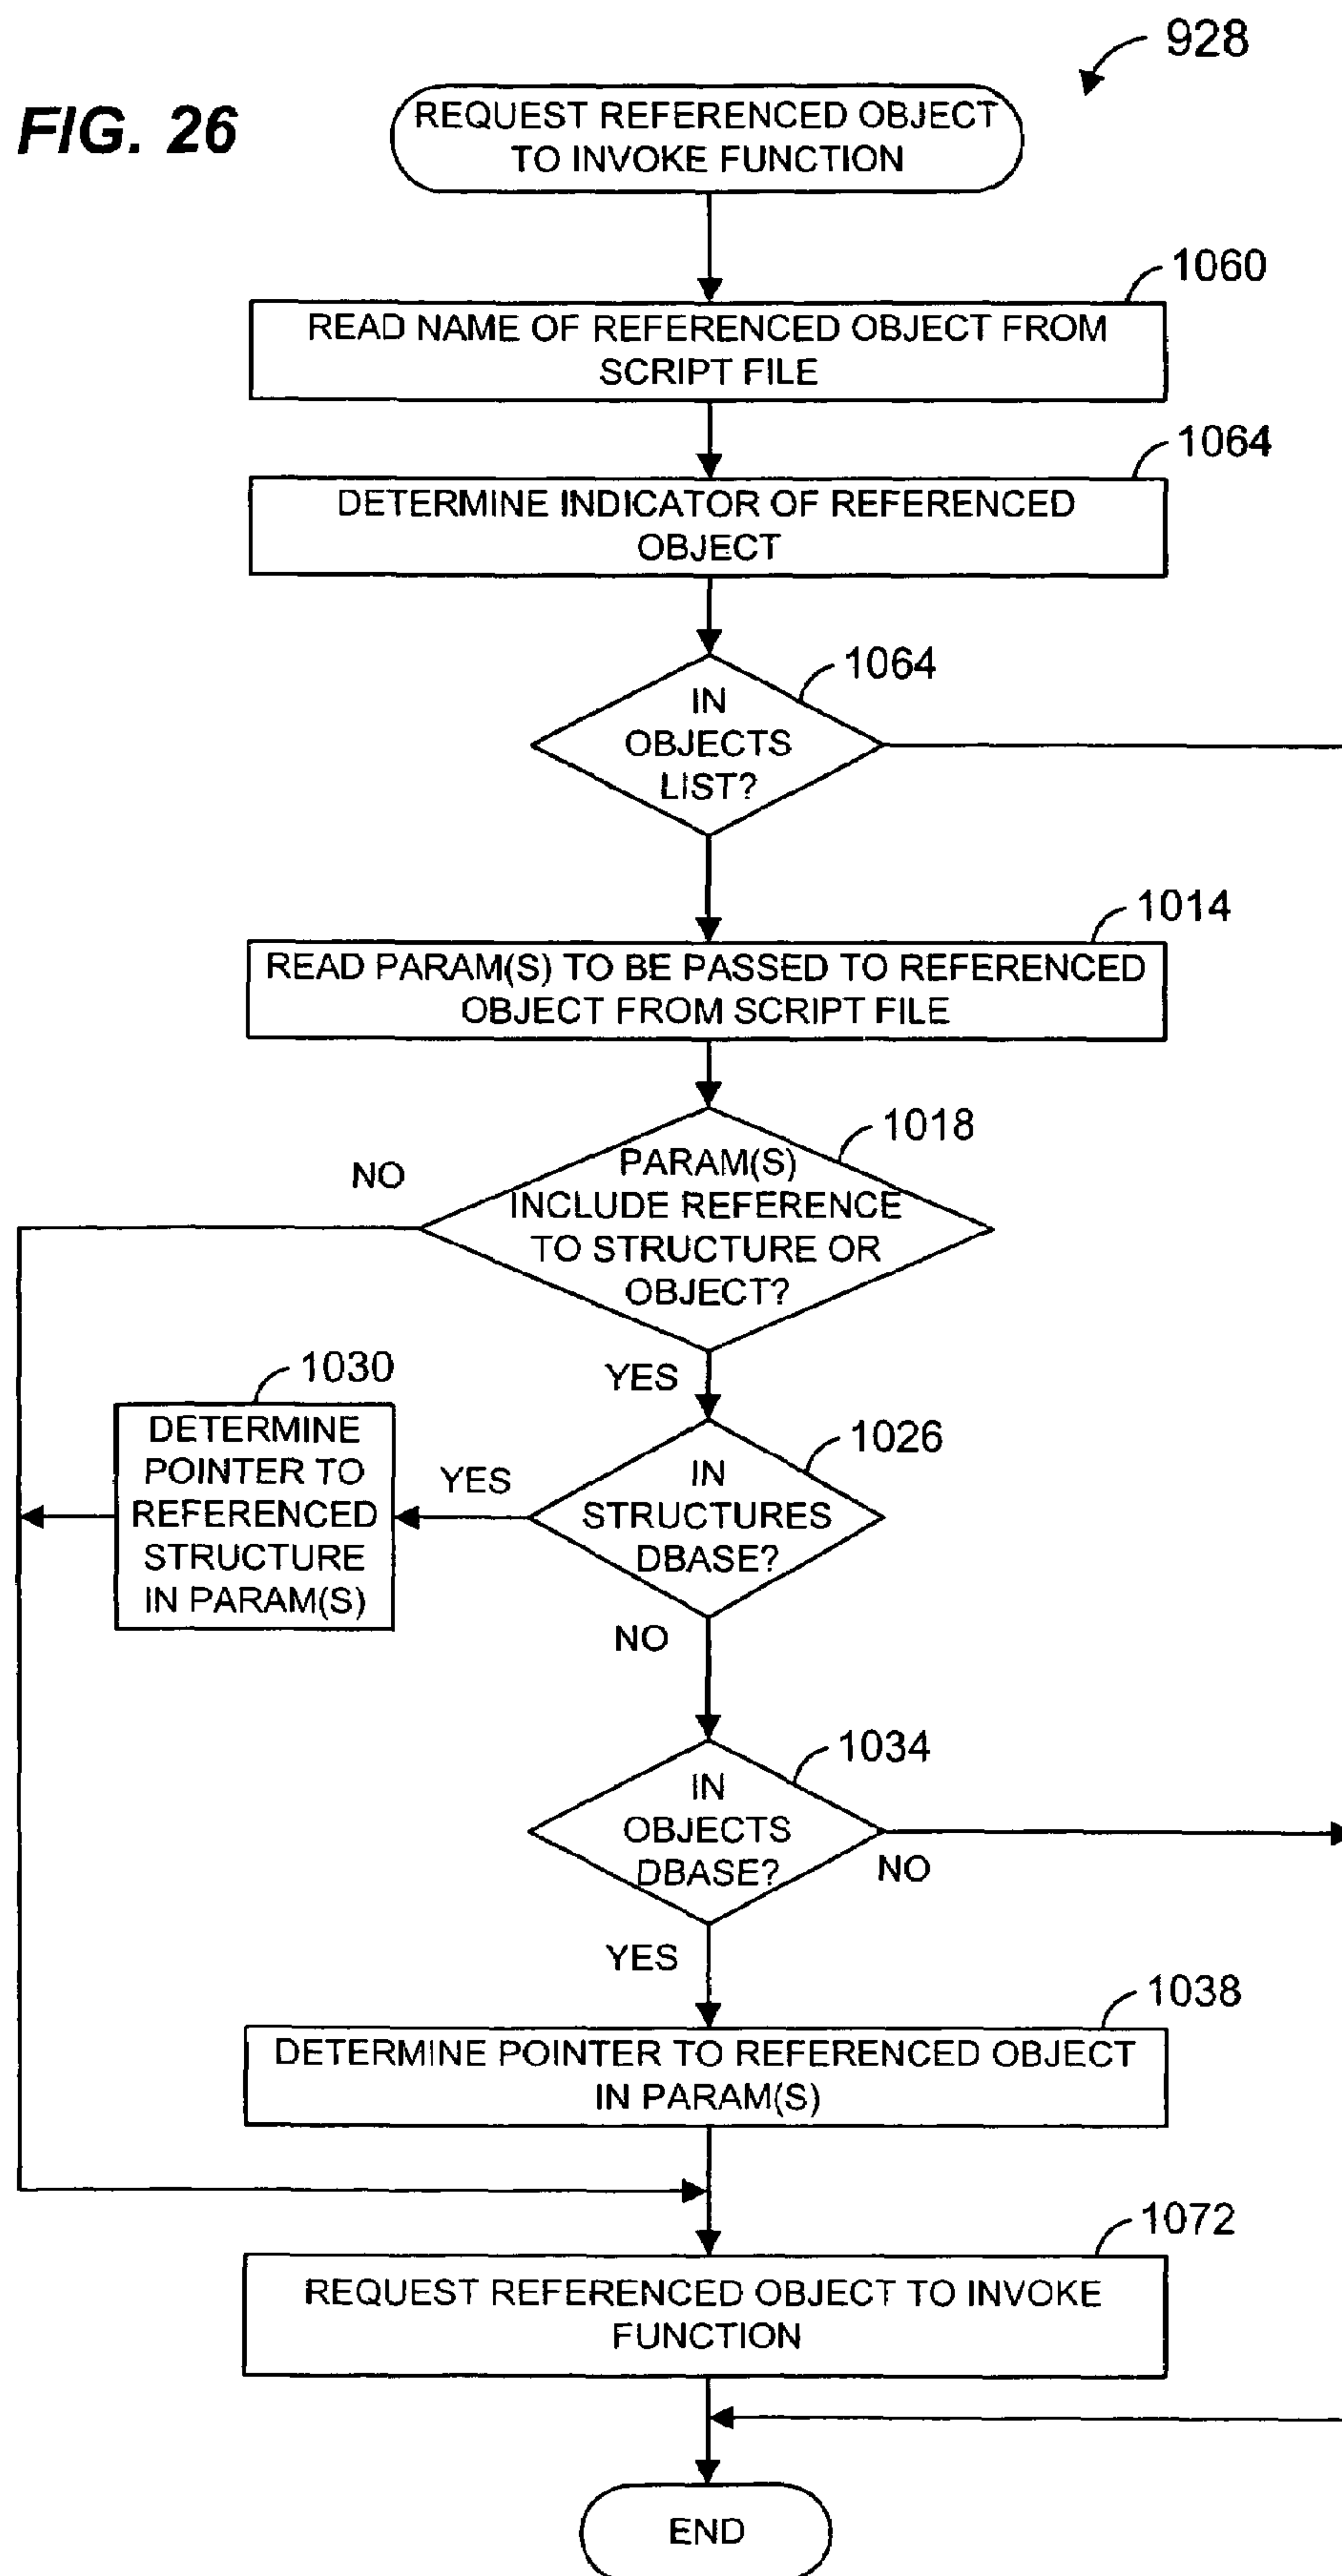 928
FIG. 26
REQUEST REFERENCED OBJECT
TO INVOKE FUNCTION
1060
READ NAME OF REFERENCED OBJECT FROM
SCRIPT FILE
1064
DETERMINE INDICATOR OF REFERENCED
OBJECT
1064
IN
OBJECTS
LIST?
1014
READ PARAM(S) TO BE PASSED TO REFERENCED
OBJECT FROM SCRIPT FILE
1018
NO
PARAM(S)
INCLUDE REFERENCE
TO STRUCTURE OR
OBJECT?
YES
1030
DETERMINE
POINTER TO
REFERENCED
STRUCTURE
IN PARAM(S)
YES
1026
IN
STRUCTURES
DBASE?
NO
1034
IN
OBJECTS
DBASE?
NO
YES
1038
DETERMINE POINTER TO REFERENCED OBJECT
IN PARAM(S)
1072
REQUEST REFERENCED OBJECT TO INVOKE
FUNCTION
END